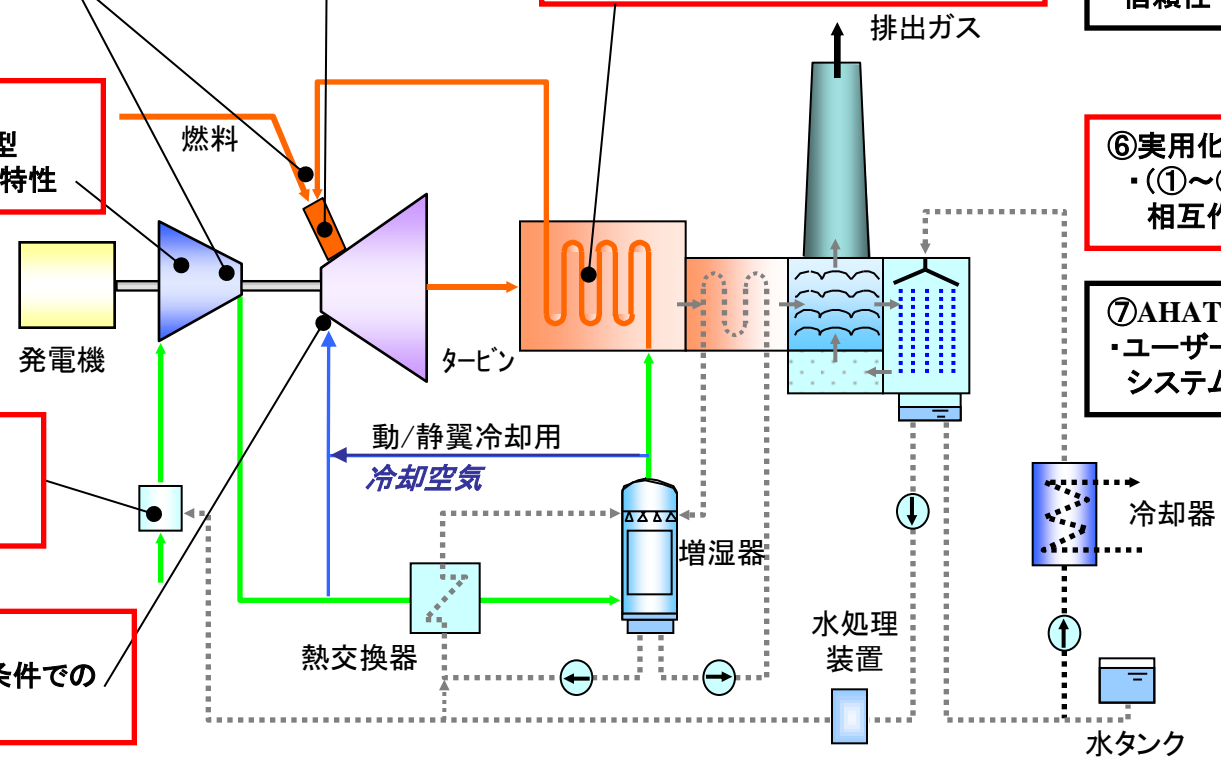 排出ガス
燃料
型
特性
⑥実用化
・(①~
相互作
発電機
タービン
⑦AHAT
・ユーザー
システム
動/静翼冷却用
冷却空気
増湿器
冷却器
熱交換器
水処理
装置
条件での
水タンク